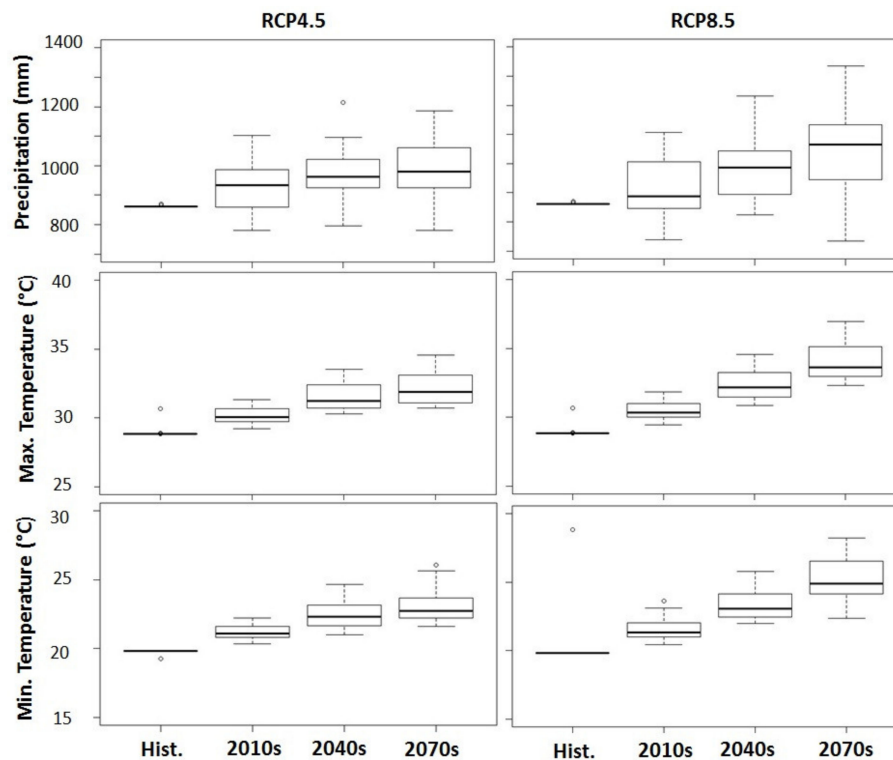 RCP4.5 RCP8.5
Precipitation (mm)
1400
1200
1000
800
Max. Temperature (°C)
40
35
30
25
Min. Temperature (°C)
30
25
20
15
Hist. 2010s 2040s 2070s Hist. 2010s 2040s 2070s